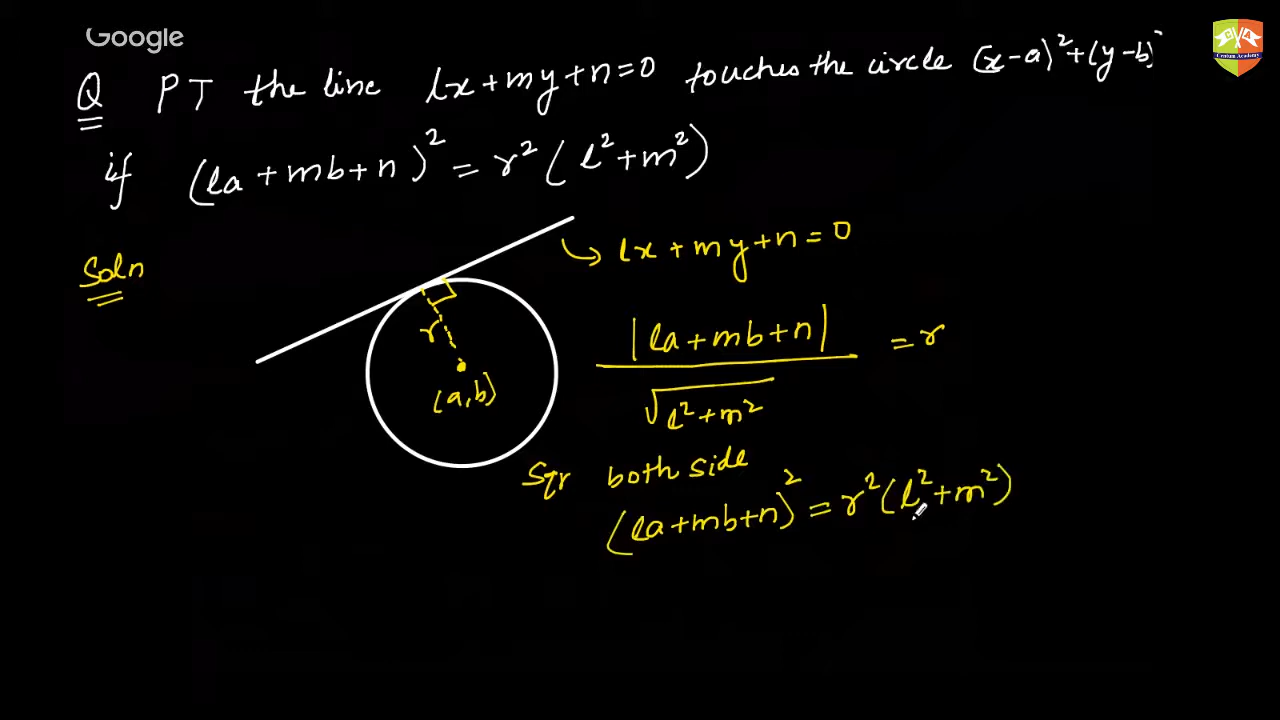 Google
Q PT the line lx+my+n=0 touches the circle (x-a)²+(y-b)
if (la+mb+n)²=r²(l²+m²)
Soln
lx+my+n=0
|la+mb+n| / √l²+m² = r
r
(a,b)
Sqr both side
(la+mb+n)²=r²(l²+m²)